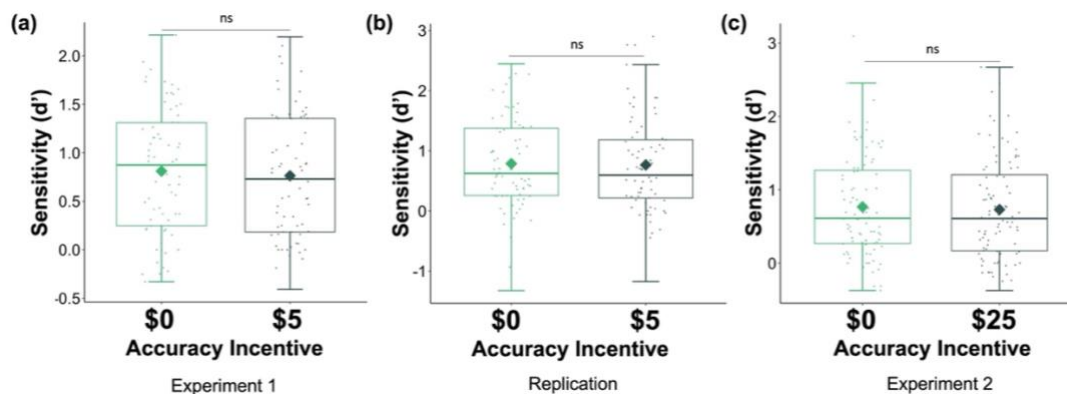 (a)
ns
Sensitivity (d')
2.0
1.5
1.0
0.5
0.0
-0.5
$0 $5
Accuracy Incentive
Experiment 1
(b)
ns
Sensitivity (d')
3
2
1
0
-1
$0 $5
Accuracy Incentive
Replication
(c)
ns
Sensitivity (d')
3
2
1
0
$0 $25
Accuracy Incentive
Experiment 2